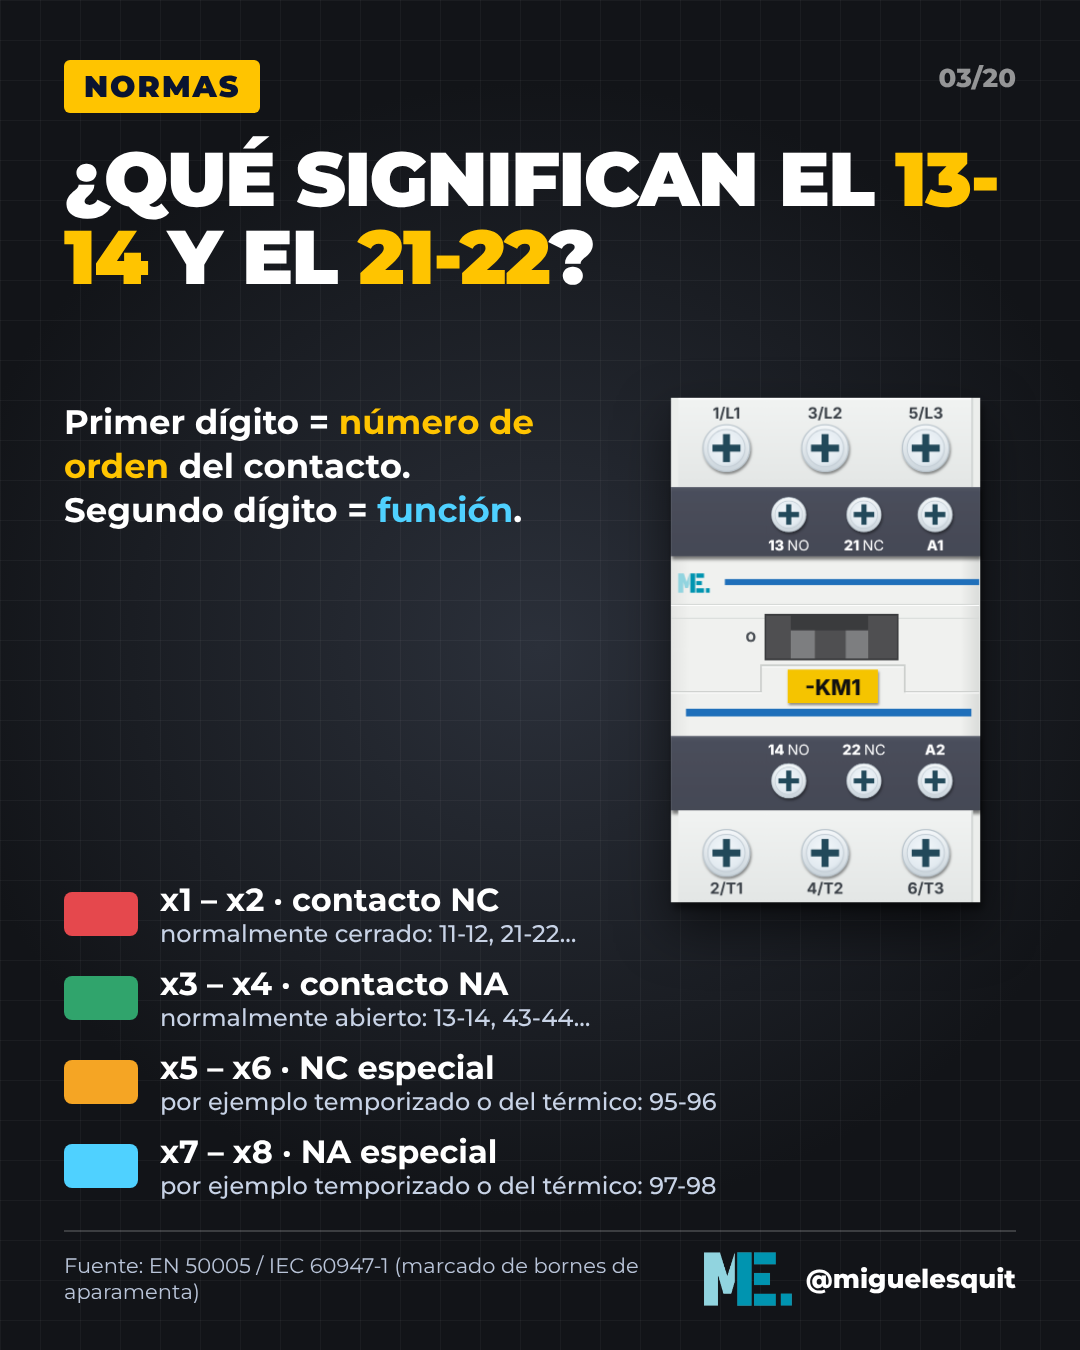 NORMAS
03/20
¿QUÉ SIGNIFICAN EL 13-
14 Y EL 21-22?
Primer dígito = número de
orden del contacto.
Segundo dígito = función.
1/L1 3/L2 5/L3
13 NO 21 NC A1
ME.
O
-KM1
14 NO 22 NC A2
2/T1 4/T2 6/T3
x1 – x2 · contacto NC
normalmente cerrado: 11-12, 21-22...
x3 – x4 · contacto NA
normalmente abierto: 13-14, 43-44...
x5 – x6 · NC especial
por ejemplo temporizado o del térmico: 95-96
x7 – x8 · NA especial
por ejemplo temporizado o del térmico: 97-98
Fuente: EN 50005 / IEC 60947-1 (marcado de bornes de
aparamenta)
ME. @miguelesquit